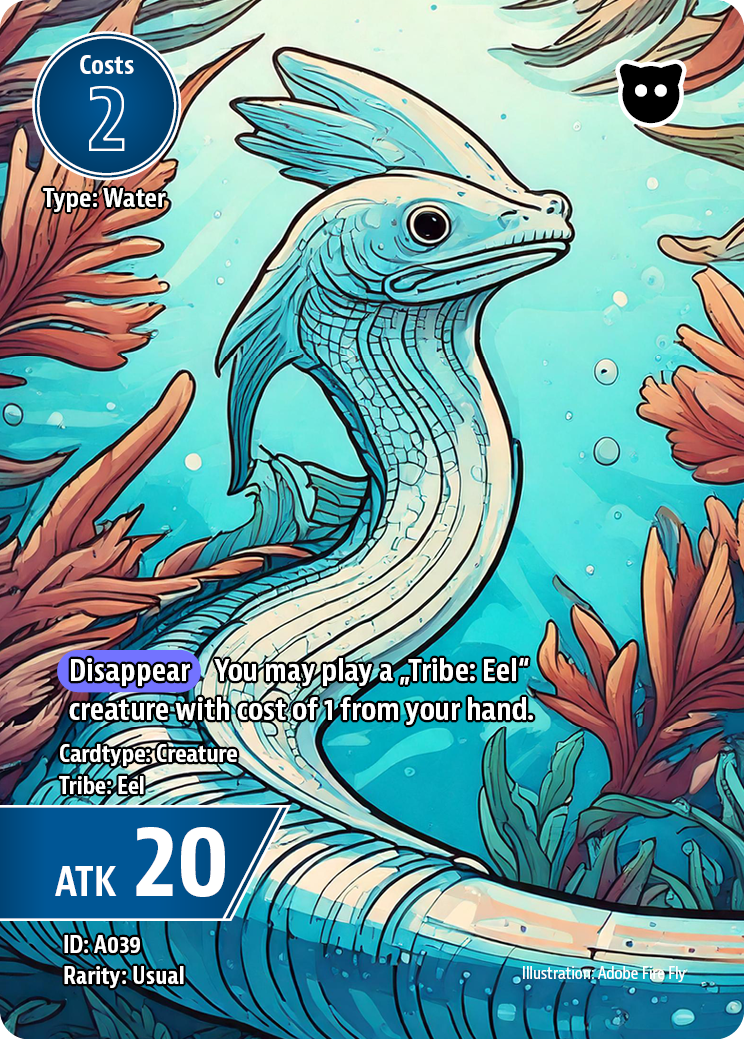 Costs
2
Type: Water
Disappear You may play a „Tribe: Eel“
creature with cost of 1 from your hand.
Cardtype: Creature
Tribe: Eel
ATK 20
ID: A039
Rarity: Usual
Illustration: Adobe Fire Fly